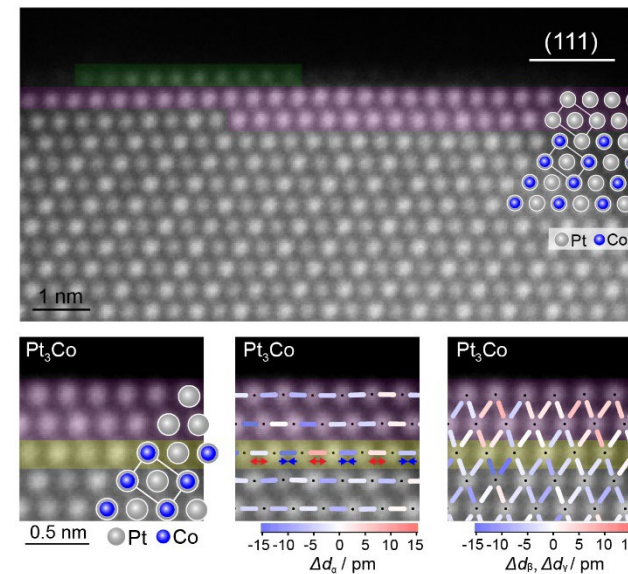 (111)
Pt Co
1 nm
Pt₃Co
Pt₃Co
Pt₃Co
0.5 nm
Pt Co
-15 -10 -5 0 5 10 15
Δdα / pm
-15 -10 -5 0 5 10 15
Δdβ, Δdγ / pm